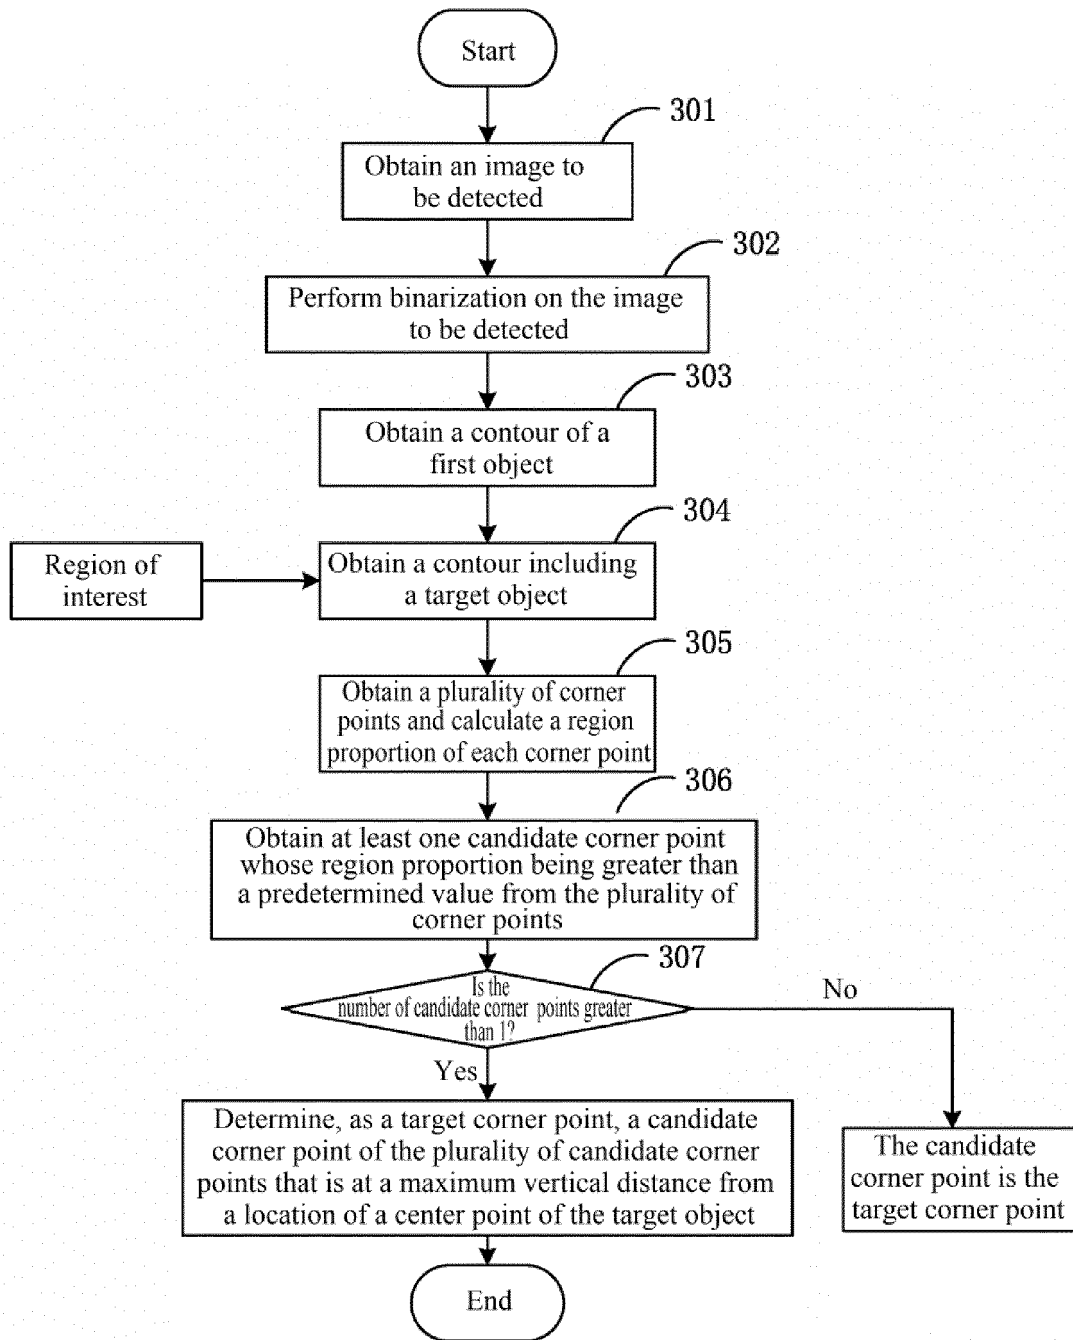 Start
301
Obtain an image to
be detected
302
Perform binarization on the image
to be detected
303
Obtain a contour of a
first object
304
Region of
interest
Obtain a contour including
a target object
305
Obtain a plurality of corner
points and calculate a region
proportion of each corner point
306
Obtain at least one candidate corner point
whose region proportion being greater than
a predetermined value from the plurality of
corner points
307
Is the
number of candidate corner points greater
than 1?
No
Yes
Determine, as a target corner point, a candidate
corner point of the plurality of candidate corner
points that is at a maximum vertical distance from
a location of a center point of the target object
The candidate
corner point is the
target corner point
End